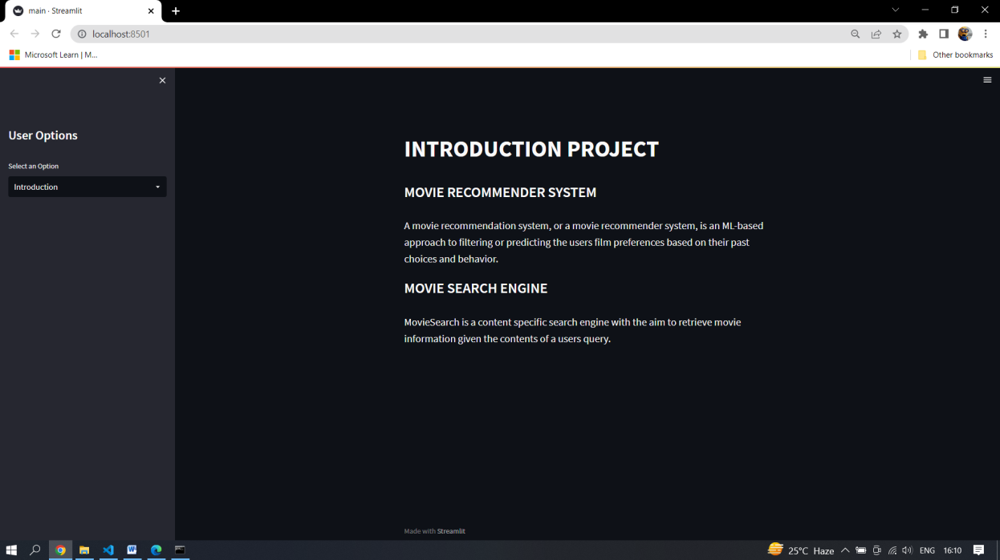 main · Streamlit
localhost:8501
Microsoft Learn | M...
Other bookmarks
User Options
Select an Option
Introduction
INTRODUCTION PROJECT
MOVIE RECOMMENDER SYSTEM
A movie recommendation system, or a movie recommender system, is an ML-based
approach to filtering or predicting the users film preferences based on their past
choices and behavior.
MOVIE SEARCH ENGINE
MovieSearch is a content specific search engine with the aim to retrieve movie
information given the contents of a users query.
Made with Streamlit
25°C Haze
ENG
16:10